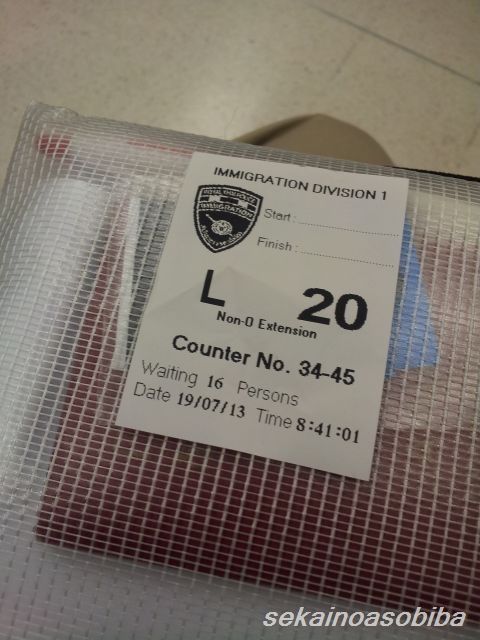 IMMIGRATION DIVISION 1
IMMIGRATION
Start :
Finish :
L 20
Non-O Extension
Counter No. 34-45
Waiting 16 Persons
Date 19/07/13 Time 8:41:01
sekainoasobiba